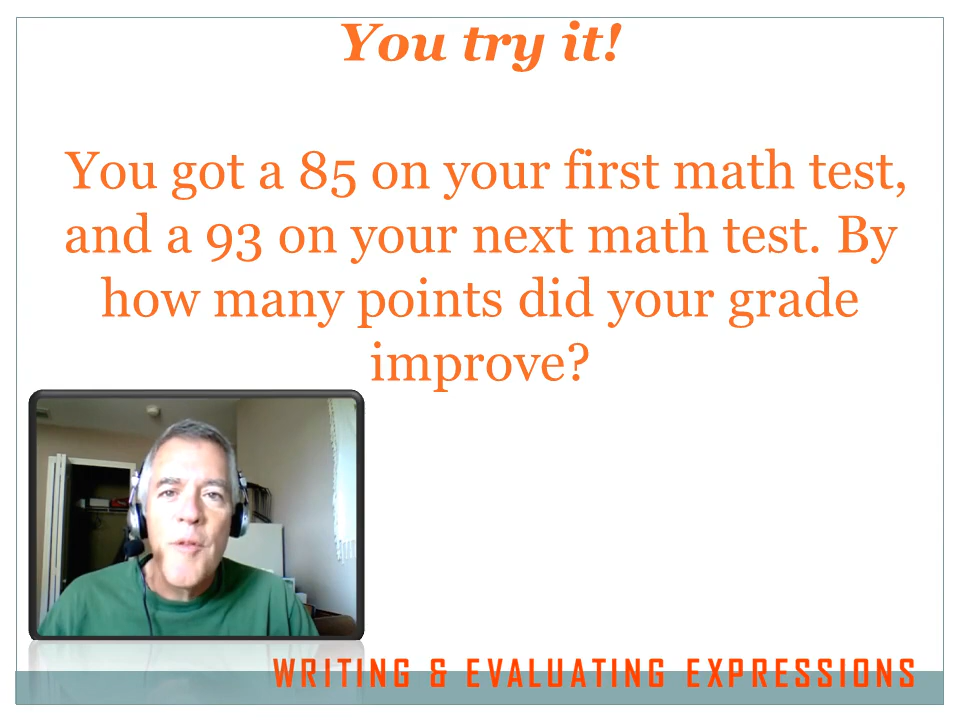 You try it!
You got a 85 on your first math test,
and a 93 on your next math test. By
how many points did your grade
improve?
WRITING & EVALUATING EXPRESSIONS